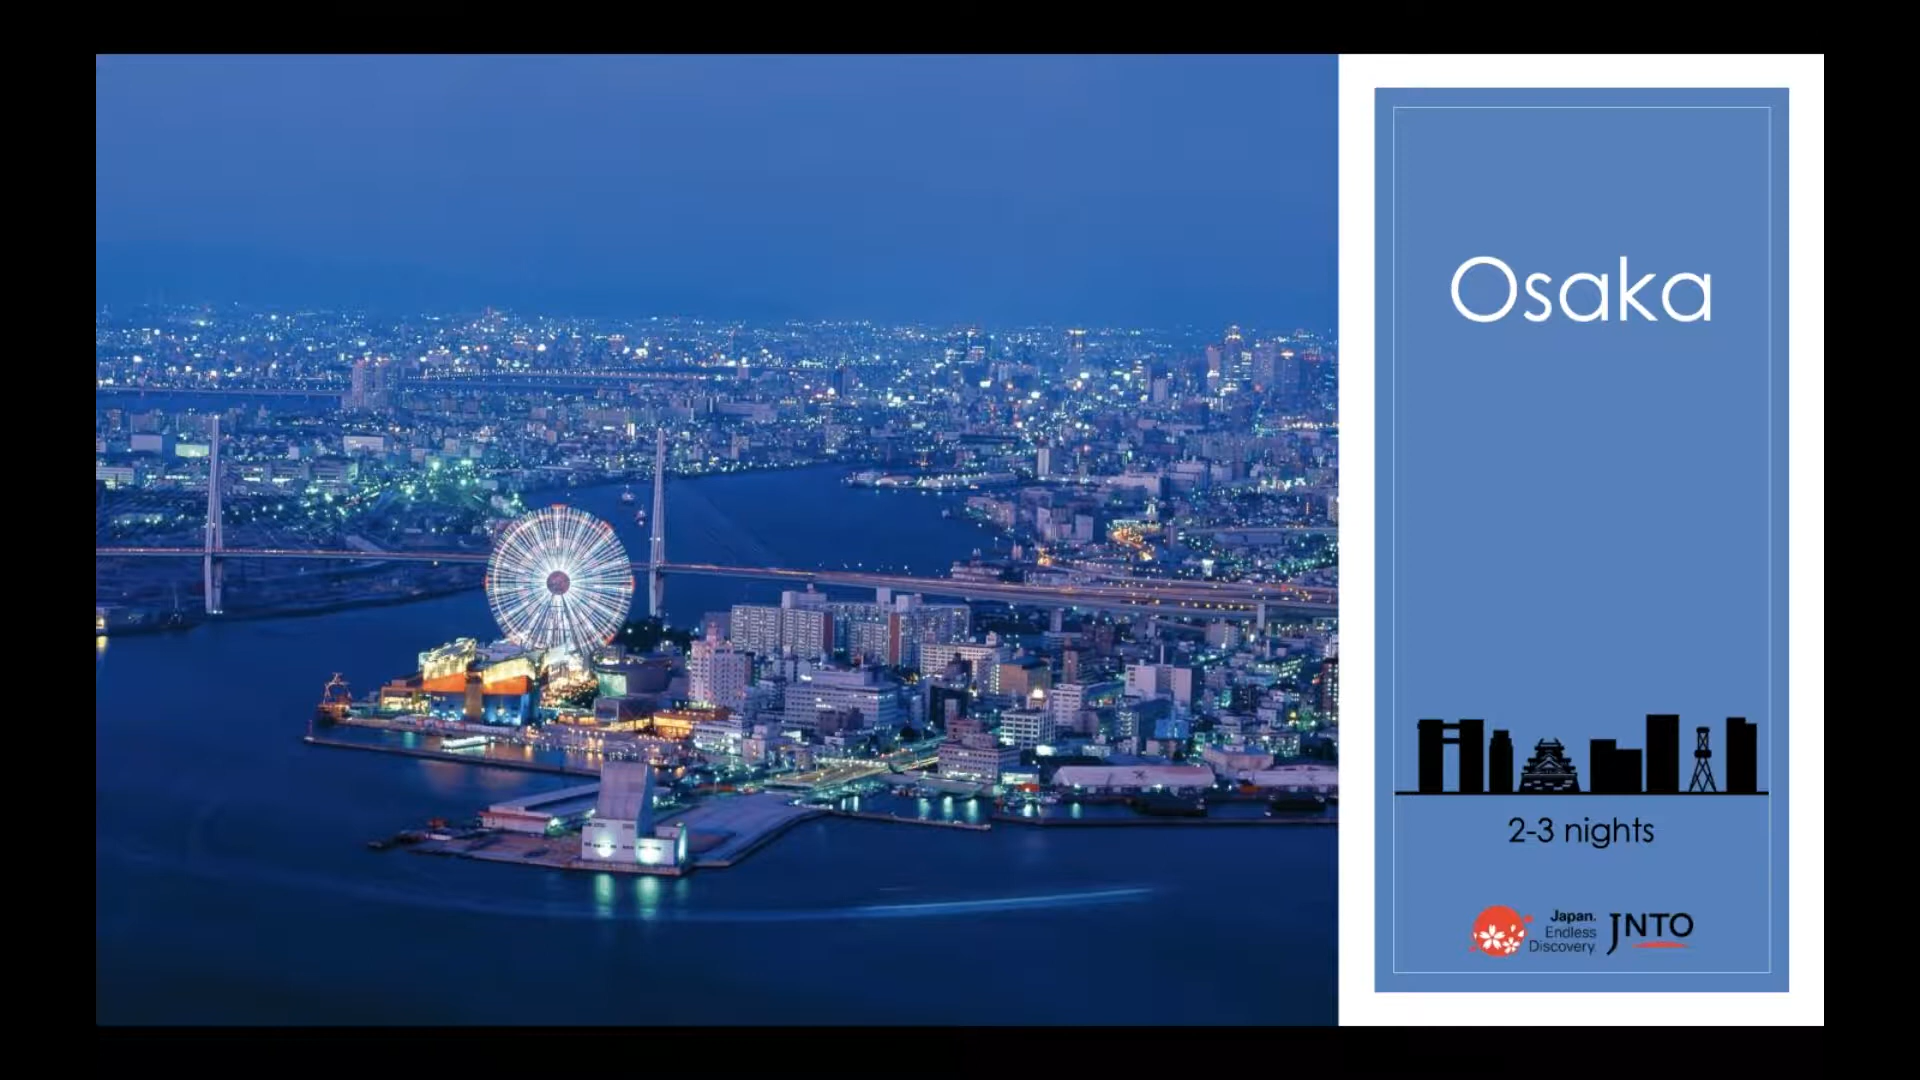 Osaka
2-3 nights
Japan.
Endless
Discovery
JNTO